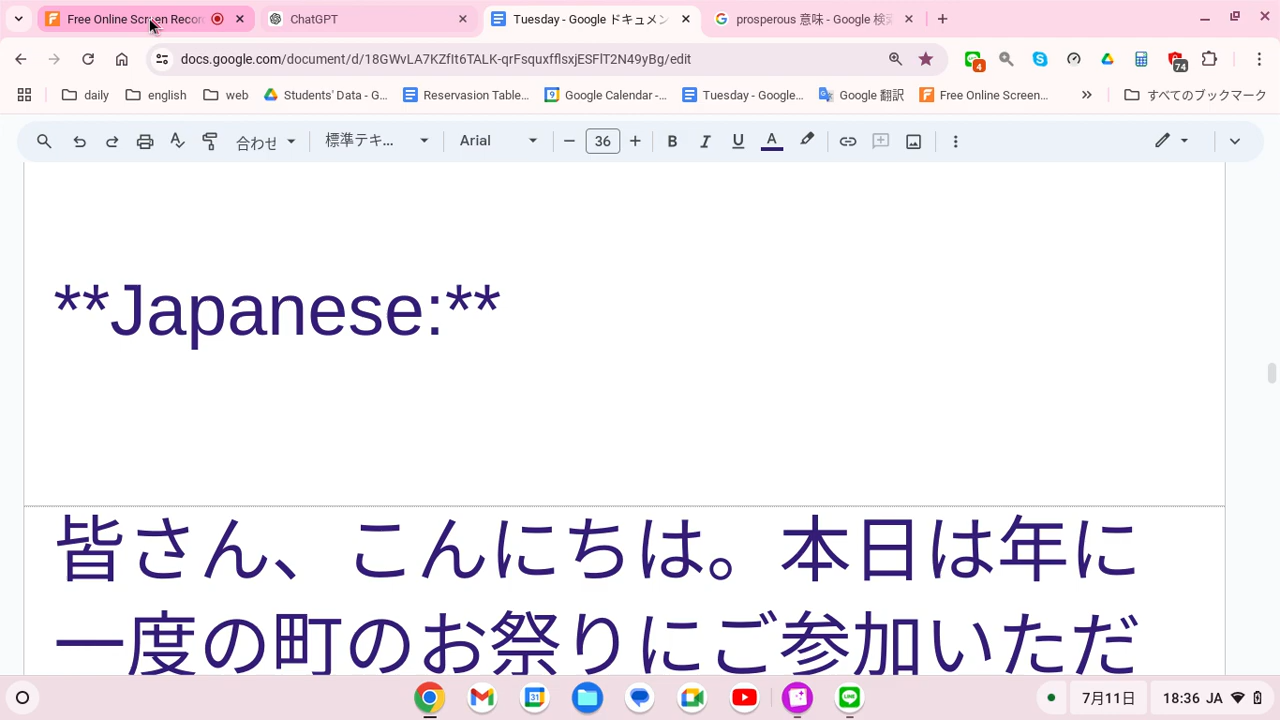 Free Online Screen Recor
ChatGPT
Tuesday - Google ドキュメン
prosperous 意味 - Google 検索
docs.google.com/document/d/18GWvLA7KZfIt6TALK-qrFsquxfflsxjESFlT2N49yBg/edit
4
74
daily
english
web
Students' Data - G...
Reservasion Table...
Google Calendar -...
Tuesday - Google...
Google 翻訳
Free Online Screen...
すべてのブックマーク
合わせ
標準テキ...
Arial
36
B
I
U
A
**Japanese:**
皆さん、こんにちは。本日は年に
一度の町のお祭りにご参加いただ
7月11日
18:36
JA